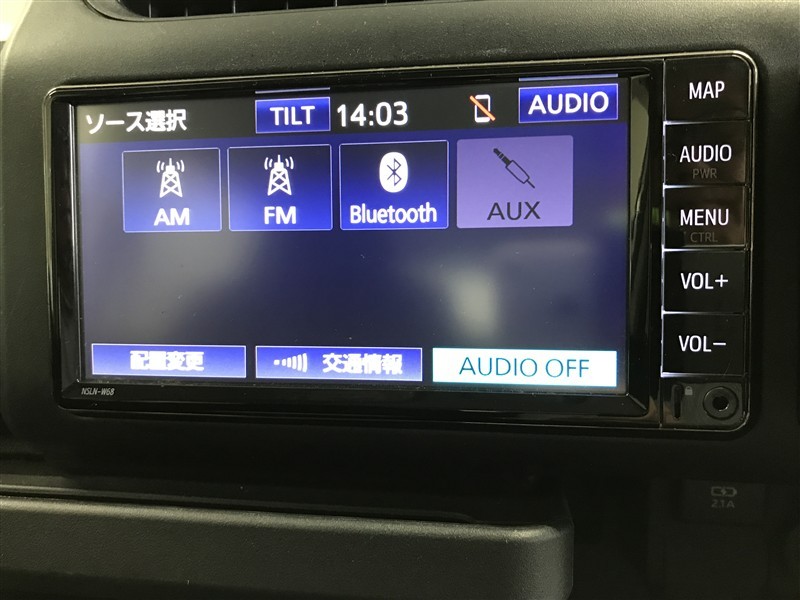 ソース選択 TILT 14:03 AUDIO
AM FM Bluetooth AUX
配置変更 交通情報 AUDIO OFF
NSLN-W68
MAP
AUDIO
PWR
MENU
CTRL
VOL+
VOL−
2.1A